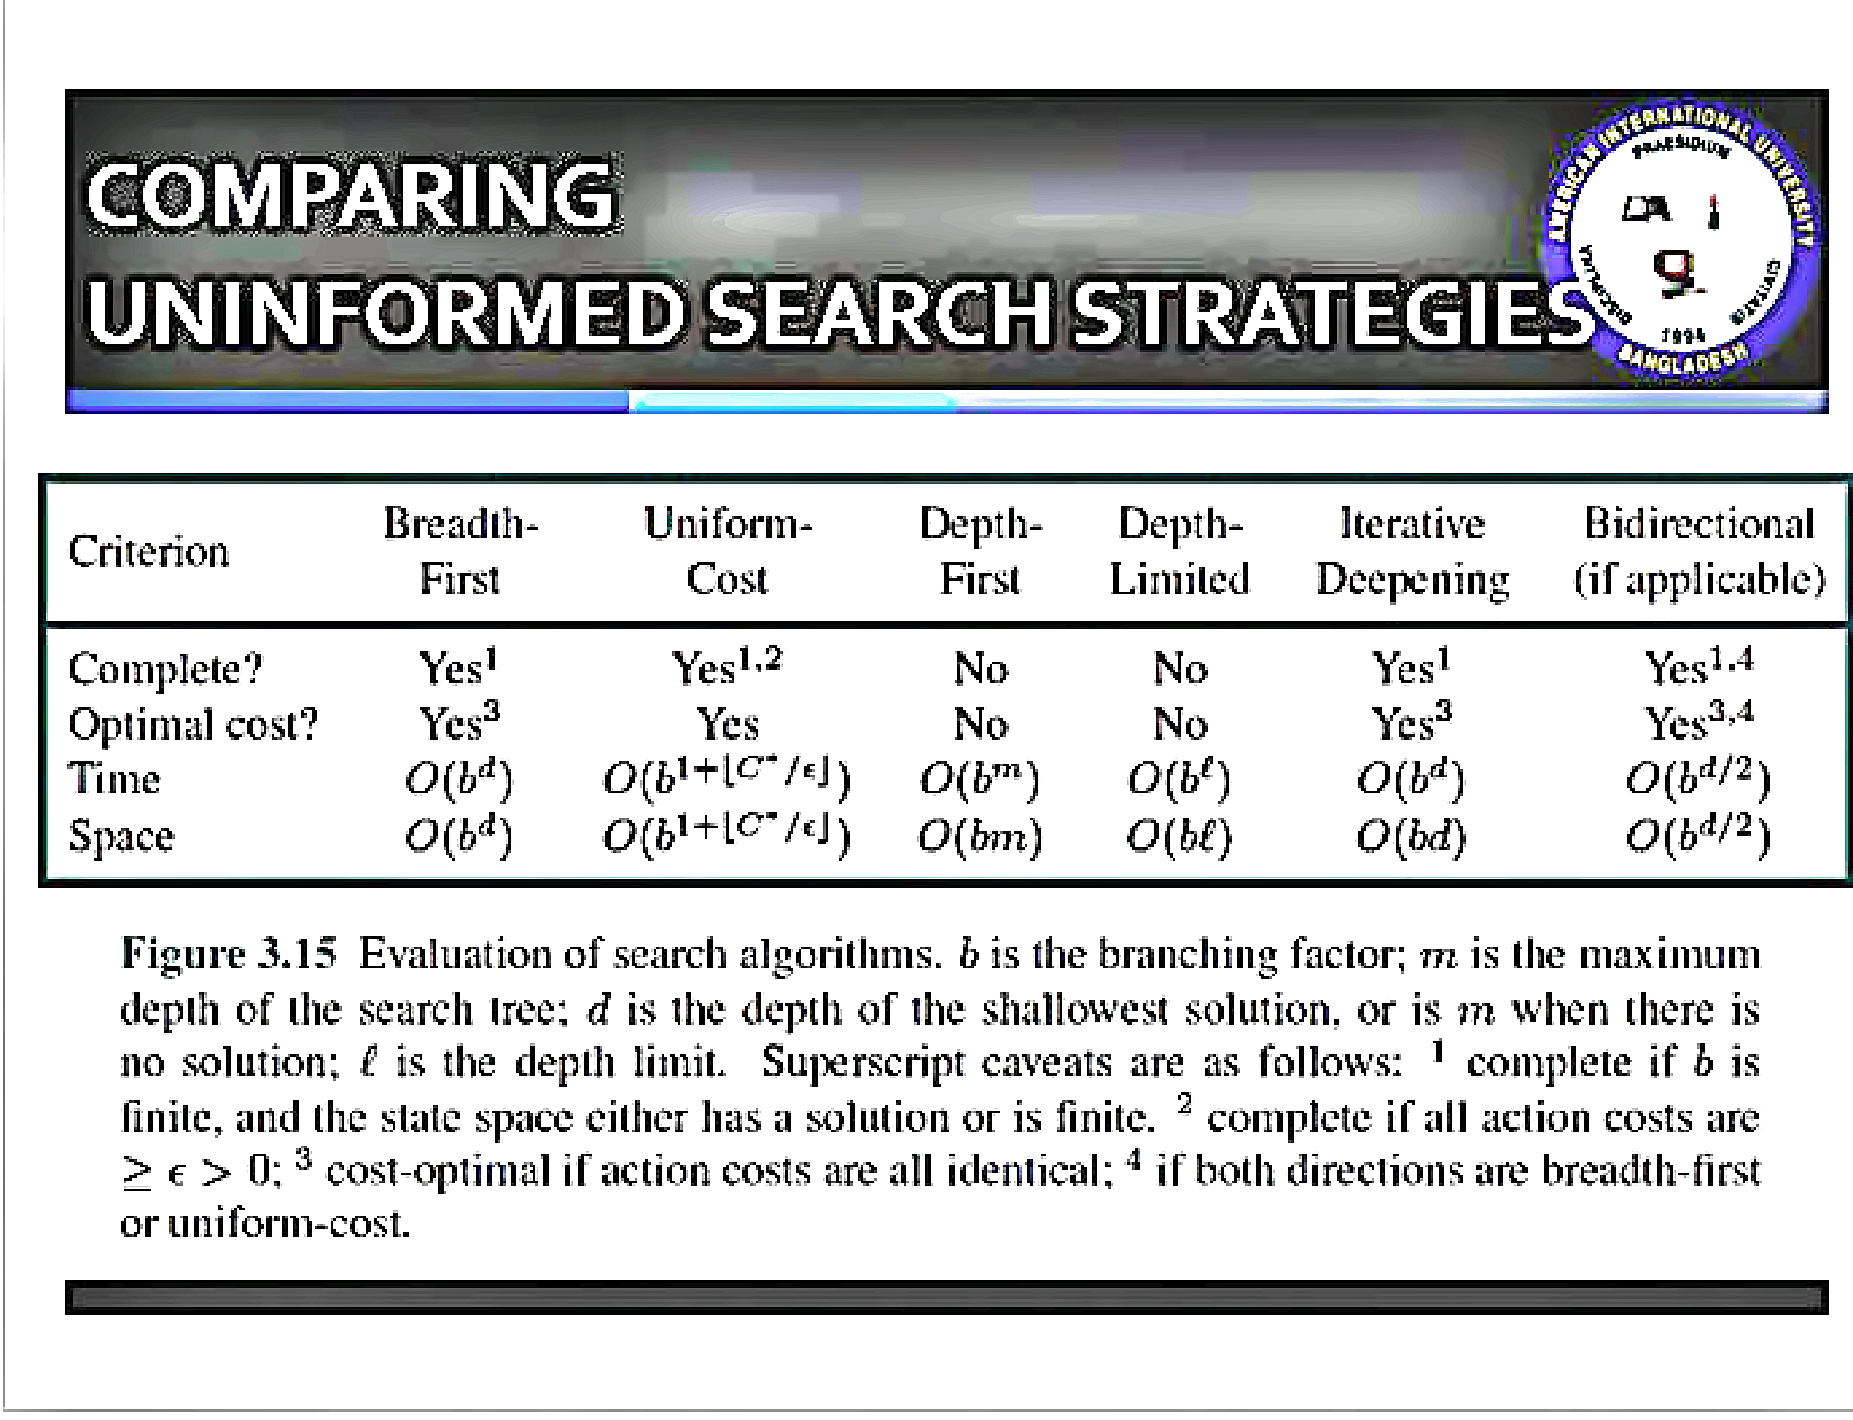 COMPARING
UNINFORMED SEARCH STRATEGIES
AMERICAN INTERNATIONAL UNIVERSITY
PRAESIDIUM
1994
BANGLADESH
Criterion Breadth-First Uniform-Cost Depth-First Depth-Limited Iterative Deepening Bidirectional (if applicable)
Complete? Yes¹ Yes¹,² No No Yes¹ Yes¹,⁴
Optimal cost? Yes³ Yes No No Yes³ Yes³,⁴
Time O(b^d) O(b^{1+⌊C*/ϵ⌋}) O(b^m) O(b^ℓ) O(b^d) O(b^{d/2})
Space O(b^d) O(b^{1+⌊C*/ϵ⌋}) O(bm) O(bℓ) O(bd) O(b^{d/2})
Figure 3.15 Evaluation of search algorithms. b is the branching factor; m is the maximum
depth of the search tree; d is the depth of the shallowest solution, or is m when there is
no solution; ℓ is the depth limit. Superscript caveats are as follows: ¹ complete if b is
finite, and the state space either has a solution or is finite. ² complete if all action costs are
≥ ϵ > 0; ³ cost-optimal if action costs are all identical; ⁴ if both directions are breadth-first
or uniform-cost.